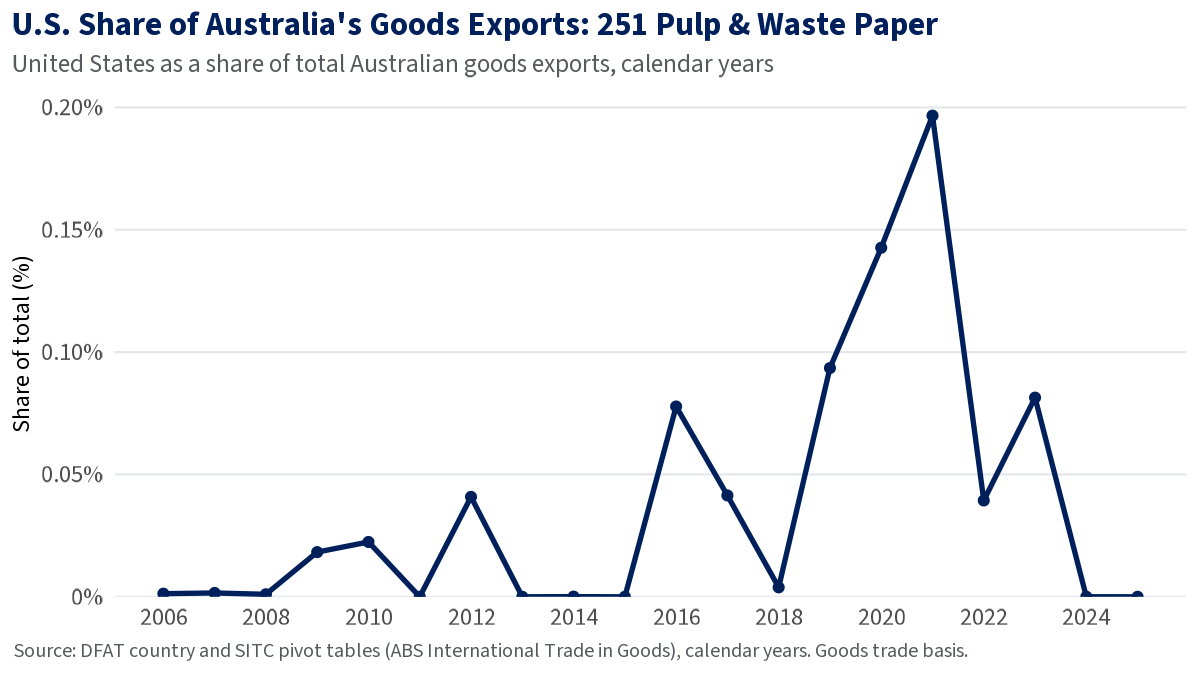 U.S. Share of Australia's Goods Exports: 251 Pulp & Waste Paper
United States as a share of total Australian goods exports, calendar years
Share of total (%)
0.20%
0.15%
0.10%
0.05%
0%
2006 2008 2010 2012 2014 2016 2018 2020 2022 2024
Source: DFAT country and SITC pivot tables (ABS International Trade in Goods), calendar years. Goods trade basis.